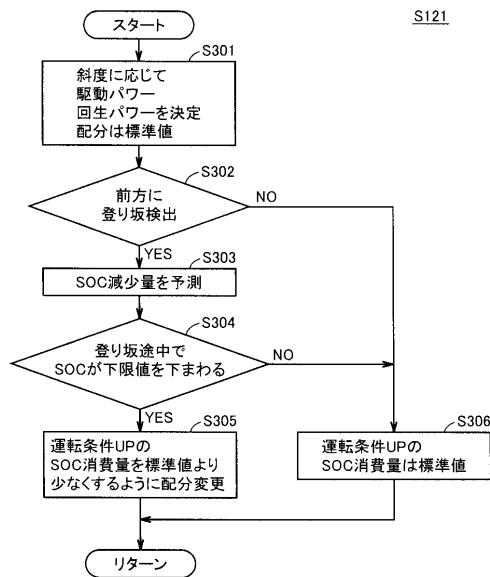 S121
スタート
S301
斜度に応じて
駆動パワー
回生パワーを決定
配分は標準値
S302
前方に
登り坂検出
NO
YES
S303
SOC減少量を予測
S304
登り坂途中で
SOCが下限値を下まわる
NO
YES
S305
運転条件UPの
SOC消費量を標準値より
少なくするように配分変更
S306
運転条件UPの
SOC消費量は標準値
リターン